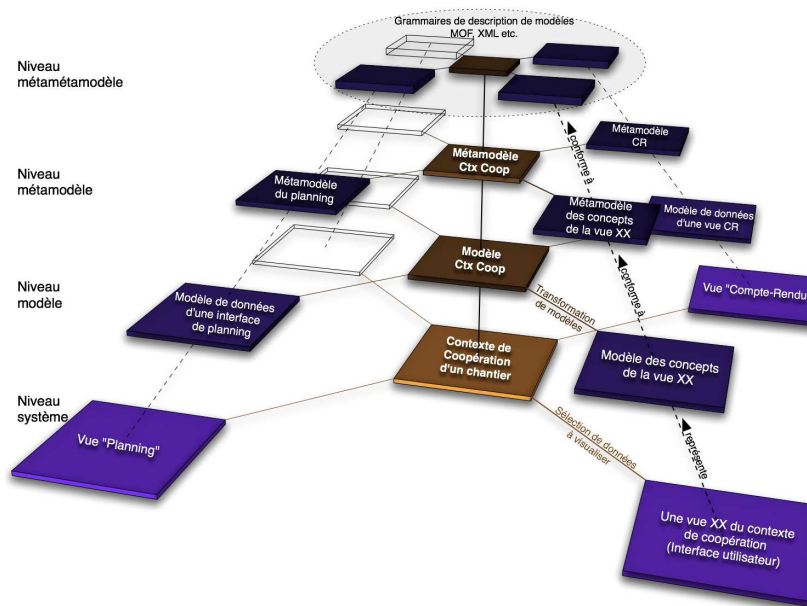 Grammaires de description de modèles
MOF, XML etc.
Niveau
métamétamodèle
Métamodèle
CR
Métamodèle
Ctx Coop
conforme à
Niveau
métamodèle
Métamodèle
du planning
Métamodèle
des concepts
de la vue XX
Modèle de données
d'une vue CR
Modèle
Ctx Coop
conforme à
Niveau
modèle
Modèle de données
d'une interface
de planning
Transformation
de modèles
Vue "Compte-Rendu
Contexte de
Coopération
d'un chantier
Modèle des concepts
de la vue XX
Niveau
système
Vue "Planning"
Sélection de données
à visualiser
représente
Une vue XX du contexte
de coopération
(Interface utilisateur)